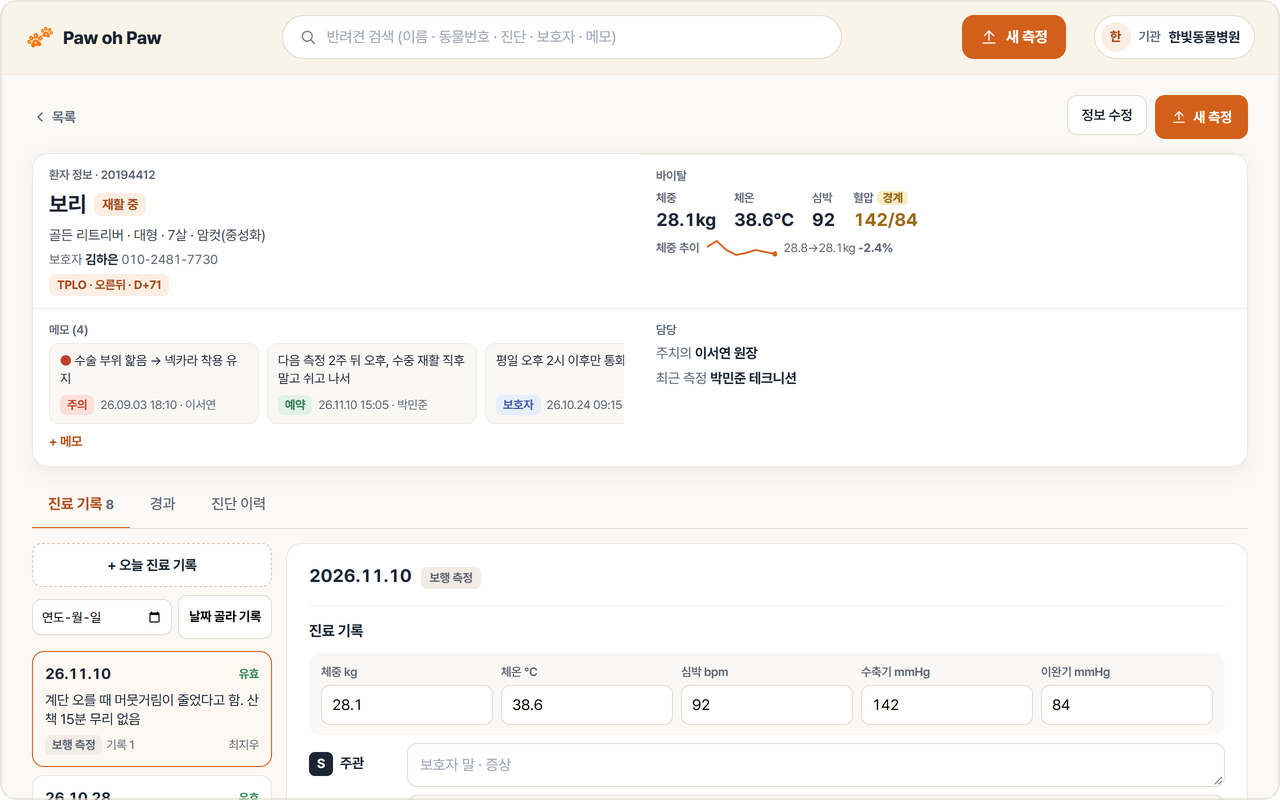 Paw oh Paw
반려견 검색 (이름 · 동물번호 · 진단 · 보호자 · 메모)
새 측정
한 기관 한빛동물병원
목록
정보 수정
새 측정
환자 정보 · 20194412
보리 재활 중
골든 리트리버 · 대형 · 7살 · 암컷(중성화)
보호자 김하은 010-2481-7730
TPLO · 오른뒤 · D+71
바이탈
체중 체온 심박 혈압 경계
28.1kg 38.6°C 92 142/84
체중 추이 28.8→28.1kg -2.4%
메모 (4)
수술 부위 핥음 → 넥카라 착용 유
지
주의 26.09.03 18:10 · 이서연
다음 측정 2주 뒤 오후, 수중 재활 직후
말고 쉬고 나서
예약 26.11.10 15:05 · 박민준
평일 오후 2시 이후만 통화
보호자 26.10.24 09:15
+ 메모
담당
주치의 이서연 원장
최근 측정 박민준 테크니션
진료 기록 8 경과 진단 이력
+ 오늘 진료 기록
연도-월-일 날짜 골라 기록
26.11.10 유효
계단 오를 때 머뭇거림이 줄었다고 함. 산
책 15분 무리 없음
보행 측정 기록 1 최지우
26.10.28 유효
2026.11.10 보행 측정
진료 기록
체중 kg 체온 °C 심박 bpm 수축기 mmHg 이완기 mmHg
28.1 38.6 92 142 84
S 주관 보호자 말 · 증상